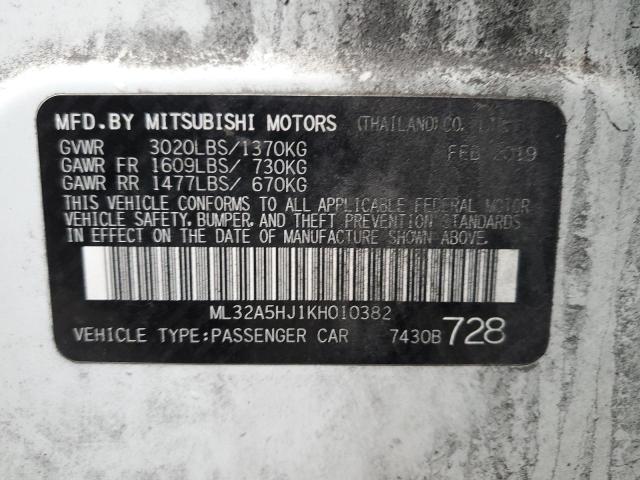 MFD.BY MITSUBISHI MOTORS (THAILAND) CO.
GVWR 3020LBS/1370KG FEB 2019
GAWR FR 1609LBS/ 730KG
GAWR RR 1477LBS/ 670KG
THIS VEHICLE CONFORMS TO ALL APPLICABLE FEDERAL MOTOR
VEHICLE SAFETY, BUMPER, AND THEFT PREVENTION STANDARDS
IN EFFECT ON THE DATE OF MANUFACTURE SHOWN ABOVE.
ML32A5HJ1KH010382
VEHICLE TYPE:PASSENGER CAR 7430B 728